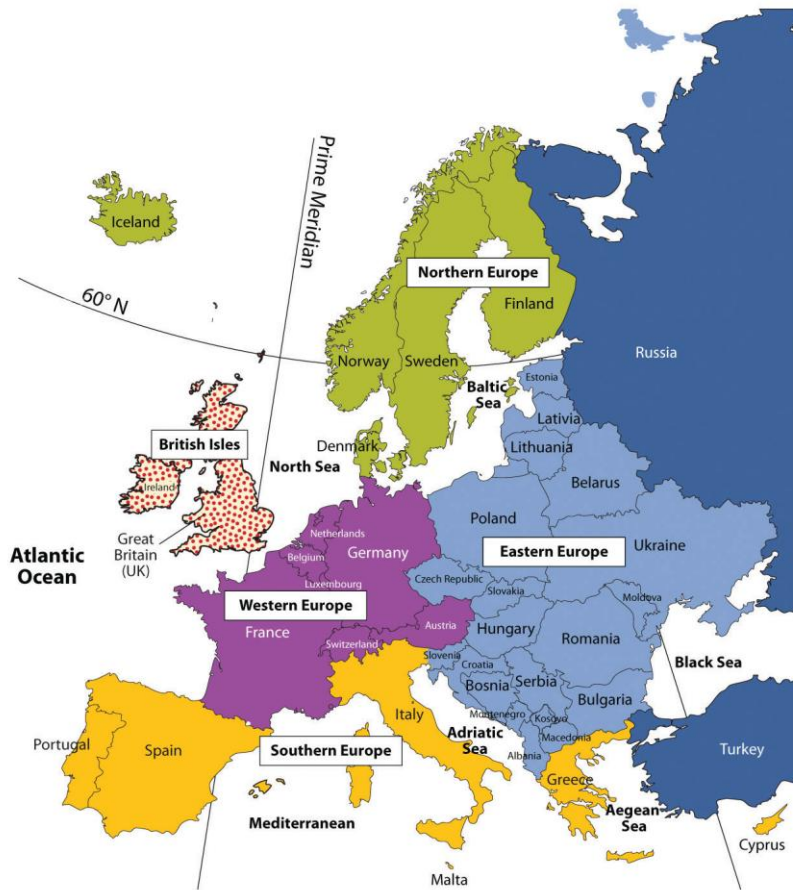 Iceland
Prime Meridian
60° N
Northern Europe
Finland
Norway
Sweden
Russia
Baltic
Sea
Estonia
Lativia
Lithuania
Denmark
British Isles
North Sea
Ireland
Belarus
Great
Britain
(UK)
Netherlands
Poland
Ukraine
Atlantic
Ocean
Belgium
Germany
Eastern Europe
Luxembourg
Czech Republic
Slovakia
Moldova
Western Europe
France
Austria
Switzerland
Hungary
Romania
Slovenia
Croatia
Black Sea
Bosnia
Serbia
Bulgaria
Montenegro
Kosovo
Macedonia
Albania
Portugal
Spain
Italy
Adriatic
Sea
Southern Europe
Turkey
Greece
Aegean
Sea
Mediterranean
Cyprus
Malta